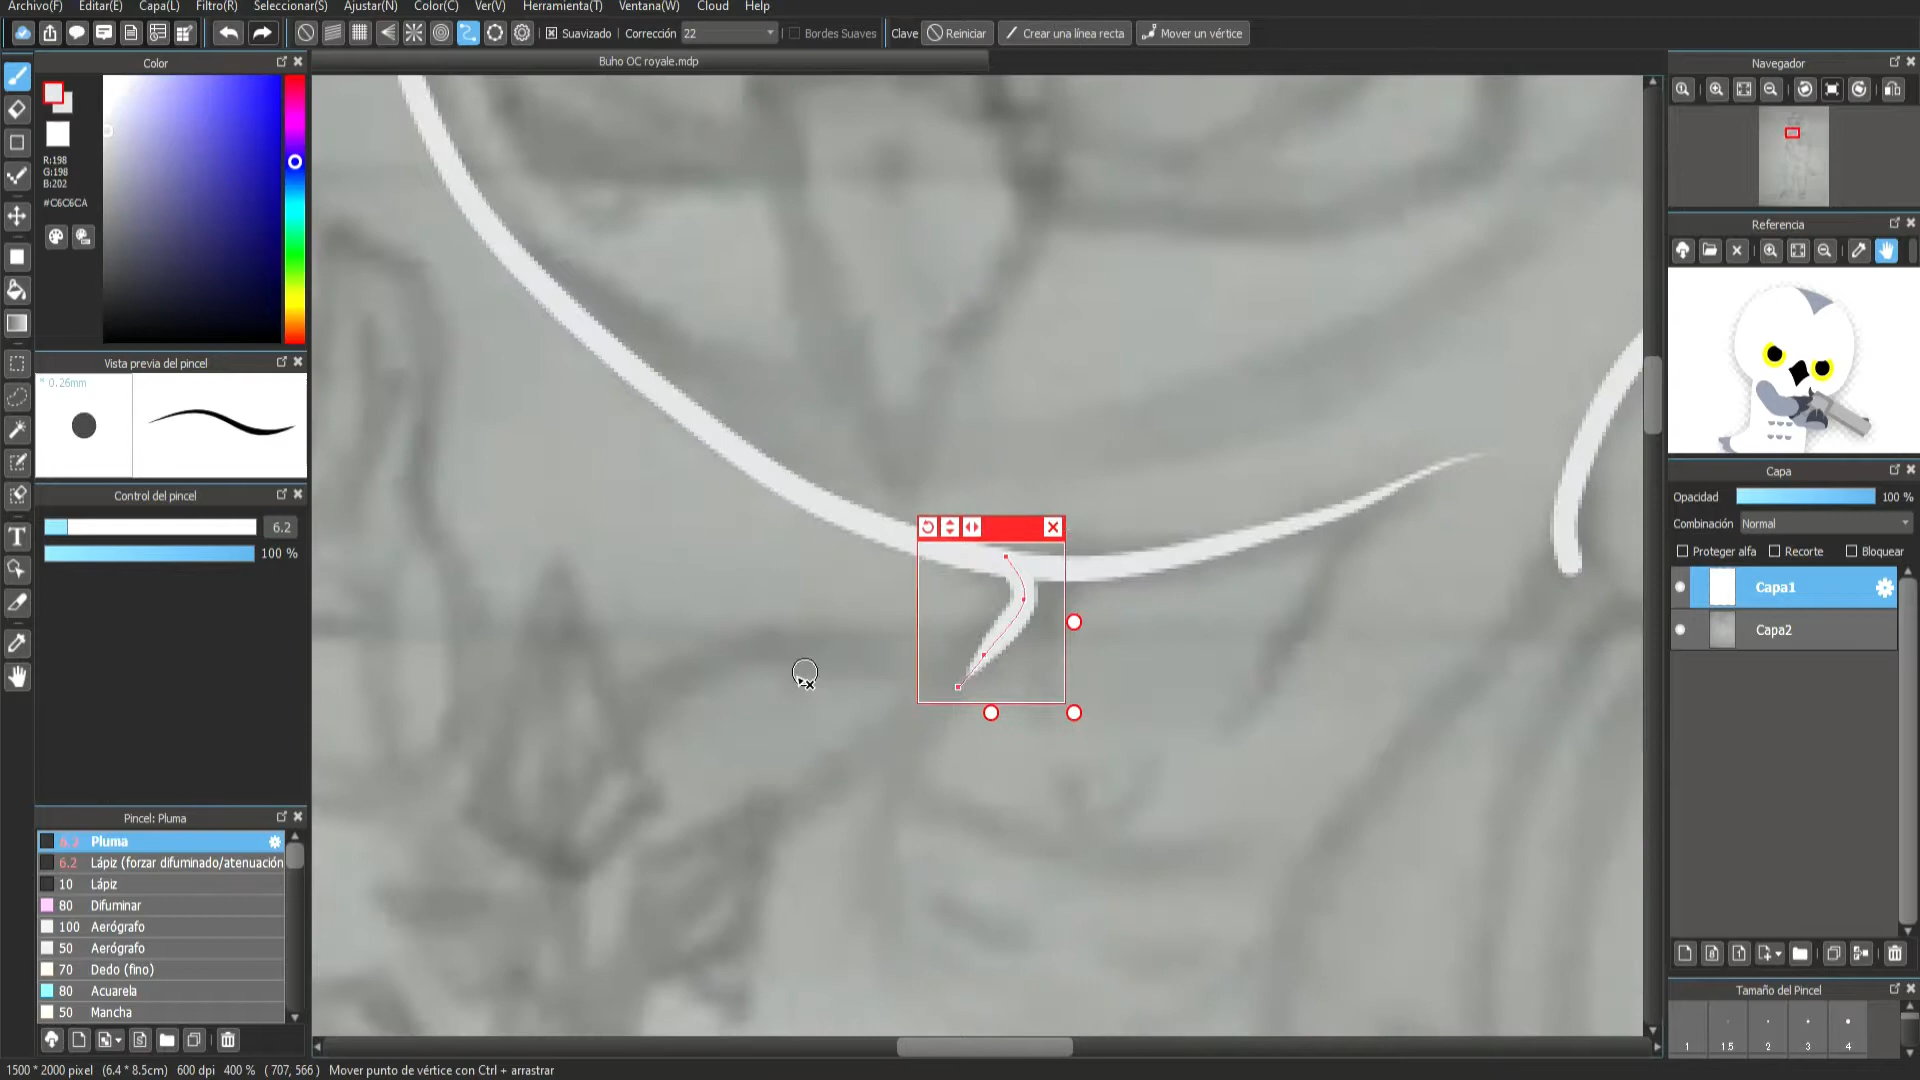 Archivo(F) Editar(E) Capa(L) Filtro(R) Seleccionar(S) Ajustar(N) Color(C) Ver(V) Herramienta(T) Ventana(W) Cloud Help
Suavizado Corrección 22 Bordes Suaves Clave Reiniciar Crear una línea recta Mover un vértice
Color
Buho OC royale.mdp
Navegador
R:198
G:198
B:202
#C6C6CA
Referencia
Vista previa del pincel
* 0.26mm
Control del pincel
6.2
100 %
Capa
Opacidad 100 %
Combinación Normal
Proteger alfa Recorte Bloquear
Capa1
Capa2
Pincel: Pluma
6.2 Pluma
6.2 Lápiz (forzar difuminado/atenuación
10 Lápiz
80 Difuminar
100 Aerógrafo
50 Aerógrafo
70 Dedo (fino)
80 Acuarela
50 Mancha
Tamaño del Pincel
1 1.5 2 3 4
1500 * 2000 pixel (6.4 * 8.5cm) 600 dpi 400 % ( 707, 566 ) Mover punto de vértice con Ctrl + arrastrar